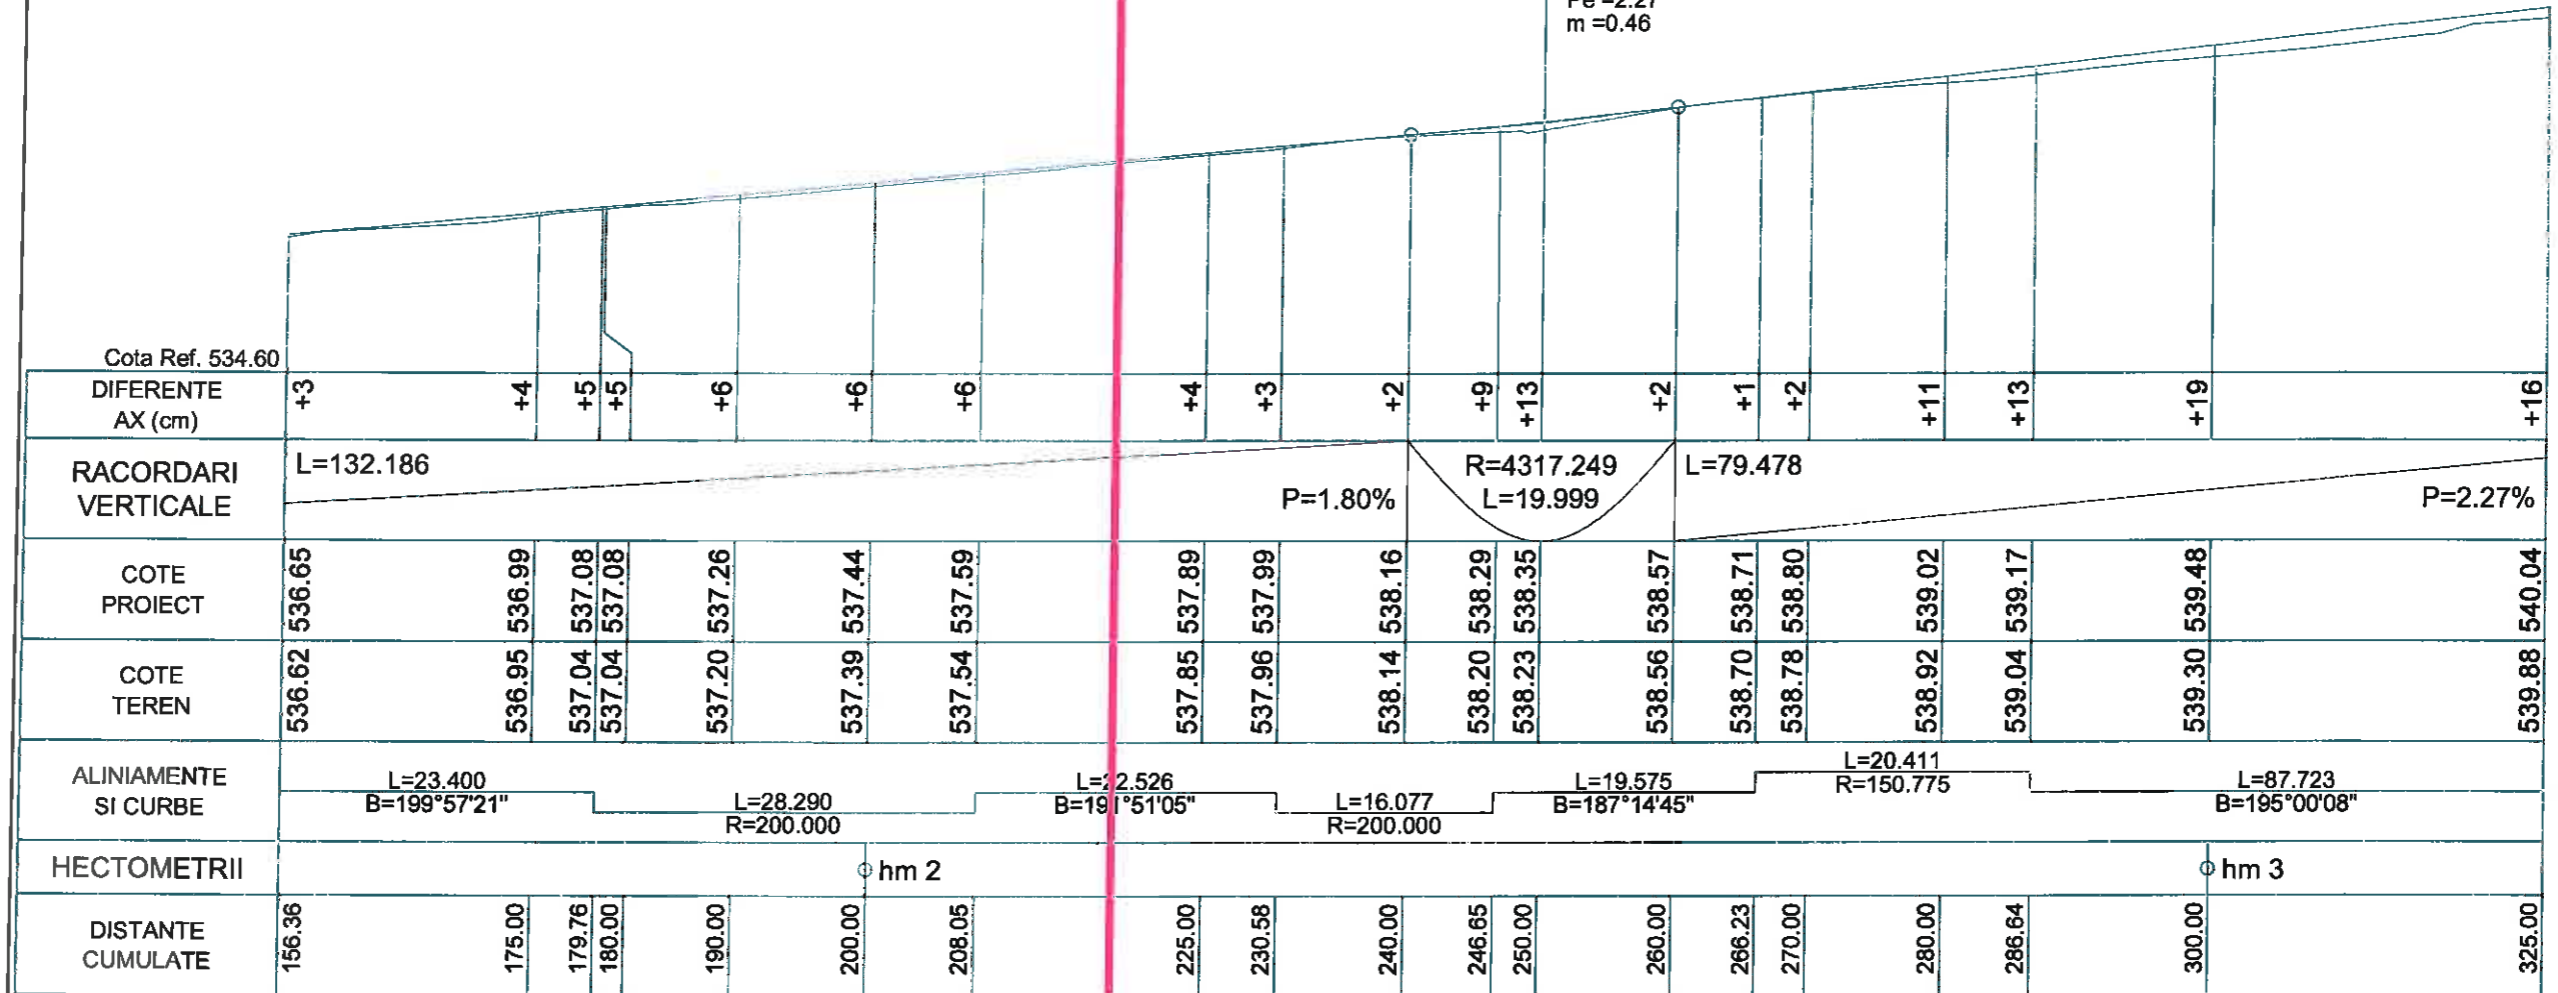 Pe =2.27
m =0.46
Cota Ref. 534.60
DIFERENTE
AX (cm)
+3 +4 +5 +5 +6 +6 +6 +4 +3 +2 +9 +13 +2 +1 +2 +11 +13 +19 +16
RACORDARI
VERTICALE
L=132.186
P=1.80%
R=4317.249
L=19.999
L=79.478
P=2.27%
COTE
PROIECT
536.65 536.99 537.08 537.08 537.26 537.44 537.59 537.89 537.99 538.16 538.29 538.35 538.57 538.71 538.80 539.02 539.17 539.48 540.04
COTE
TEREN
536.62 536.95 537.04 537.04 537.20 537.39 537.54 537.85 537.96 538.14 538.20 538.23 538.56 538.70 538.78 538.92 539.04 539.30 539.88
ALINIAMENTE
SI CURBE
L=23.400
B=199°57'21"
L=28.290
R=200.000
L=22.526
B=191°51'05"
L=16.077
R=200.000
L=19.575
B=187°14'45"
L=20.411
R=150.775
L=87.723
B=195°00'08"
HECTOMETRII
hm 2
hm 3
DISTANTE
CUMULATE
156.36 175.00 179.76 180.00 190.00 200.00 208.05 225.00 230.58 240.00 246.65 250.00 260.00 266.23 270.00 280.00 286.64 300.00 325.00